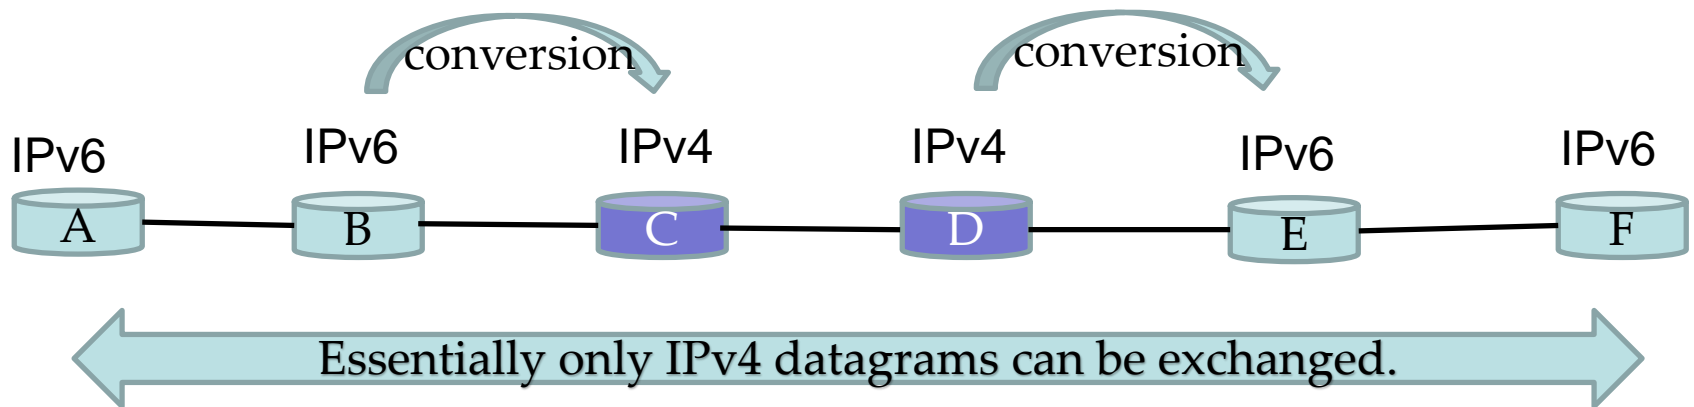 conversion conversion
IPv6 IPv6 IPv4 IPv4 IPv6 IPv6
A B C D E F
Essentially only IPv4 datagrams can be exchanged.